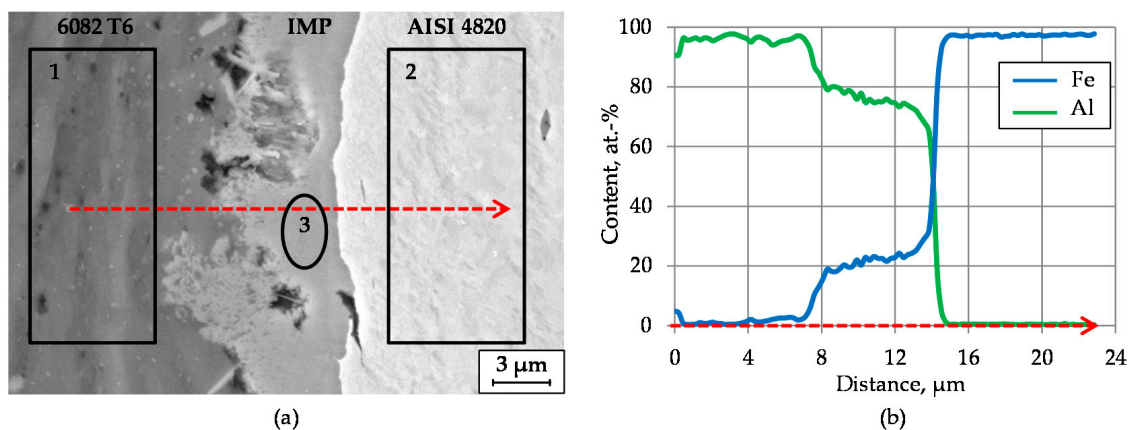 6082 T6 IMP AISI 4820
1
2
3
3 µm
(a)
Content, at.-%
100
80
60
40
20
0
Fe
Al
0 4 8 12 16 20 24
Distance, µm
(b)